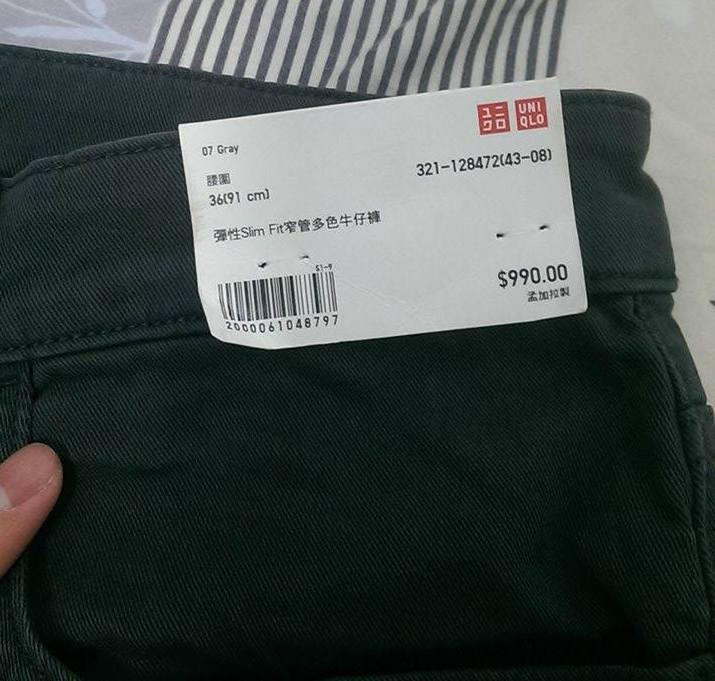 ユニ
クロ
UNI
QLO
07 Gray
321-128472(43-08)
腰圍
36(91 cm)
彈性Slim Fit窄管多色牛仔褲
$990.00
孟加拉製
2000061048797